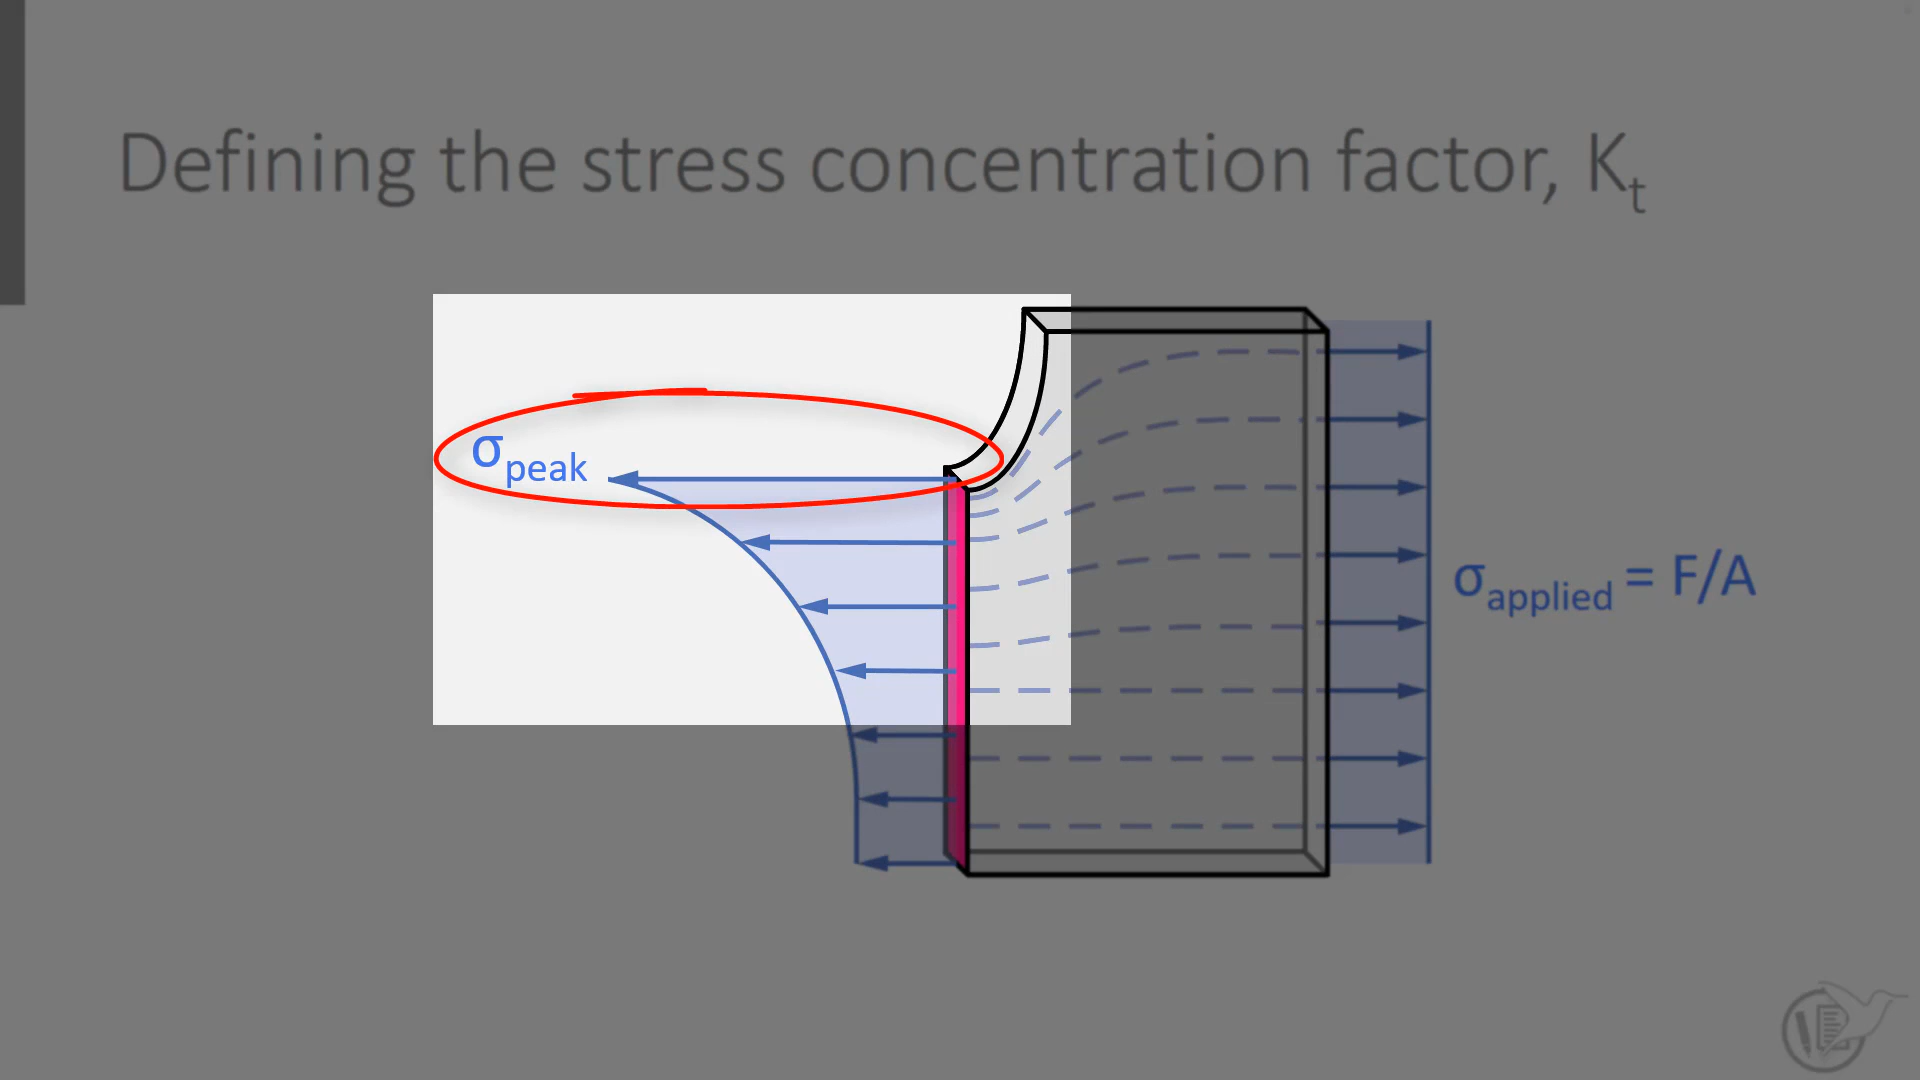 Defining the stress concentration factor, Kt
σpeak
σapplied = F/A